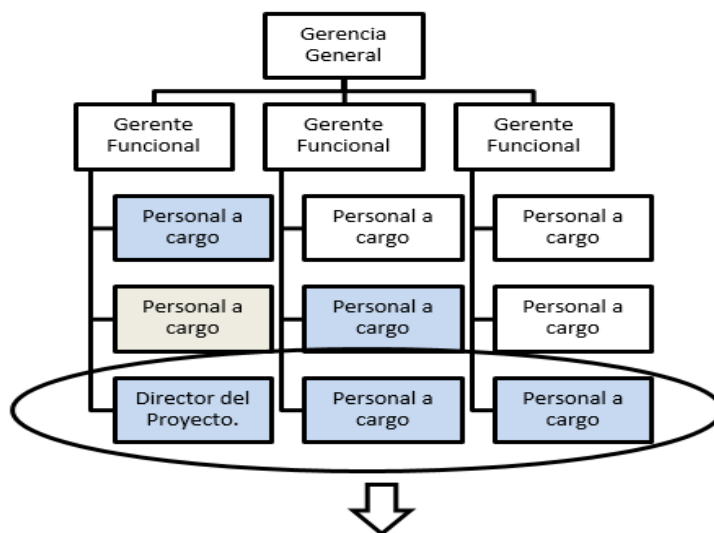 Gerencia
General
Gerente
Funcional
Gerente
Funcional
Gerente
Funcional
Personal a
cargo
Personal a
cargo
Personal a
cargo
Personal a
cargo
Personal a
cargo
Personal a
cargo
Director del
Proyecto.
Personal a
cargo
Personal a
cargo